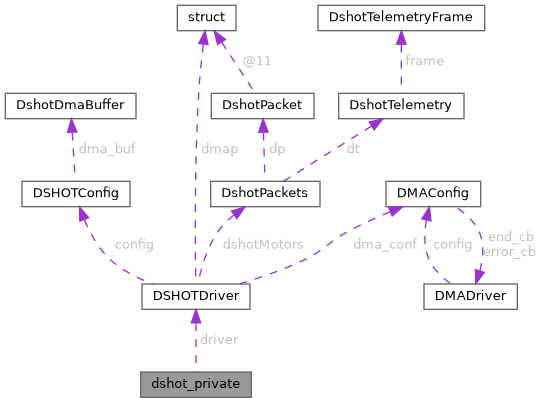 struct
DshotTelemetryFrame
@11
frame
DshotDmaBuffer
DshotPacket
DshotTelemetry
dma_buf
dmap
dp
dt
DSHOTConfig
DshotPackets
DMAConfig
config
dshotMotors
dma_conf
config
end_cb
error_cb
DSHOTDriver
DMADriver
driver
dshot_private